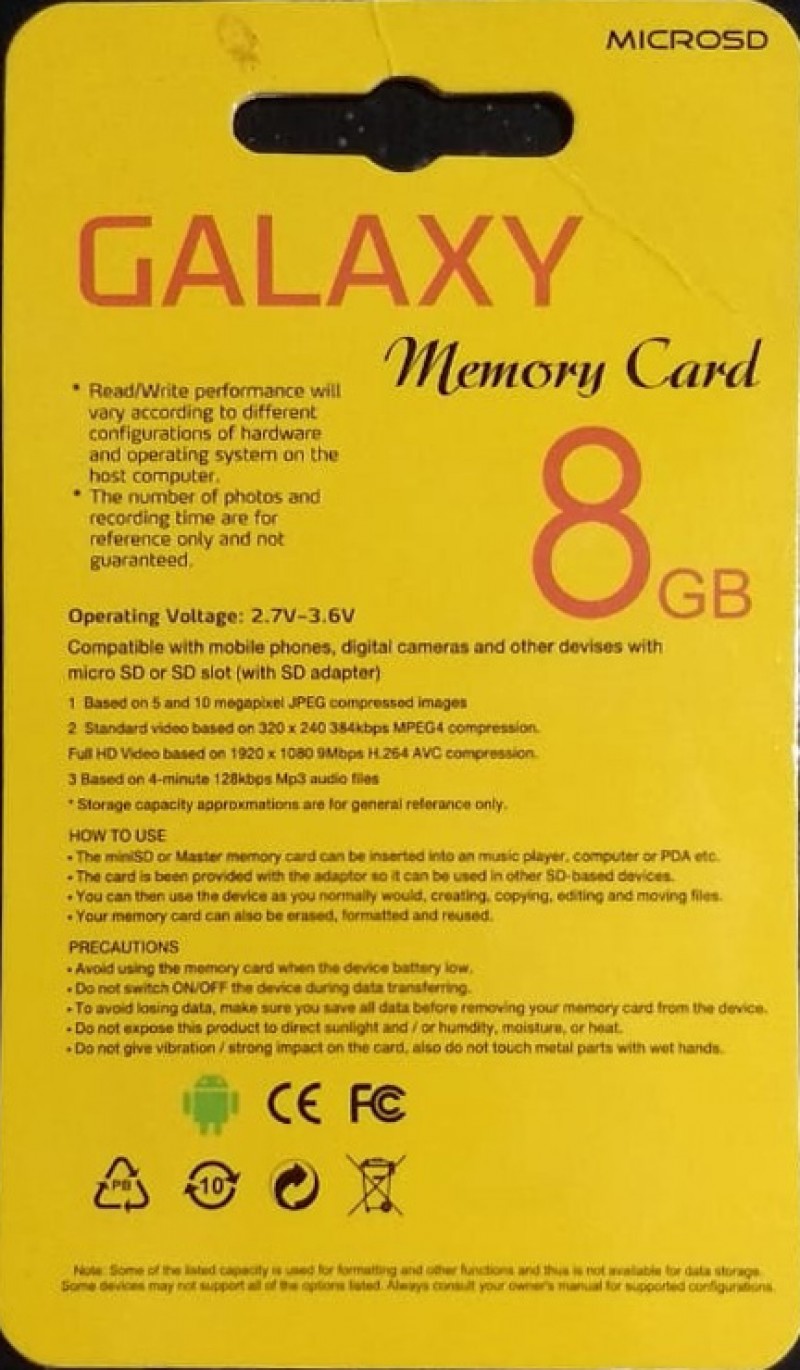 MICROSD
GALAXY
Memory Card
8GB
* Read/Write performance will
vary according to different
configurations of hardware
and operating system on the
host computer.
* The number of photos and
recording time are for
reference only and not
guaranteed.
Operating Voltage: 2.7V-3.6V
Compatible with mobile phones, digital cameras and other devises with
micro SD or SD slot (with SD adapter)
1 Based on 5 and 10 megapixel JPEG compressed images
2 Standard video based on 320 x 240 384kbps MPEG4 compression.
Full HD Video based on 1920 x 1080 9Mbps H.264 AVC compression.
3 Based on 4-minute 128kbps Mp3 audio files
* Storage capacity approxmations are for general referance only.
HOW TO USE
• The miniSD or Master memory card can be inserted into an music player, computer or PDA etc.
• The card is been provided with the adaptor so it can be used in other SD-based devices.
• You can then use the device as you normally would, creating, copying, editing and moving files.
• Your memory card can also be erased, formatted and reused.
PRECAUTIONS
• Avoid using the memory card when the device battery low.
• Do not switch ON/OFF the device during data transferring.
• To avoid losing data, make sure you save all data before removing your memory card from the device.
• Do not expose this product to direct sunlight and / or humdity, moisture, or heat.
• Do not give vibration / strong impact on the card, also do not touch metal parts with wet hands.
CE FC
PB 10
Note: Some of the listed capacity is used for formatting and other functions and thus is not available for data storage.
Some devices may not support all of the options listed. Always consult your owner's manual for supported configurations.